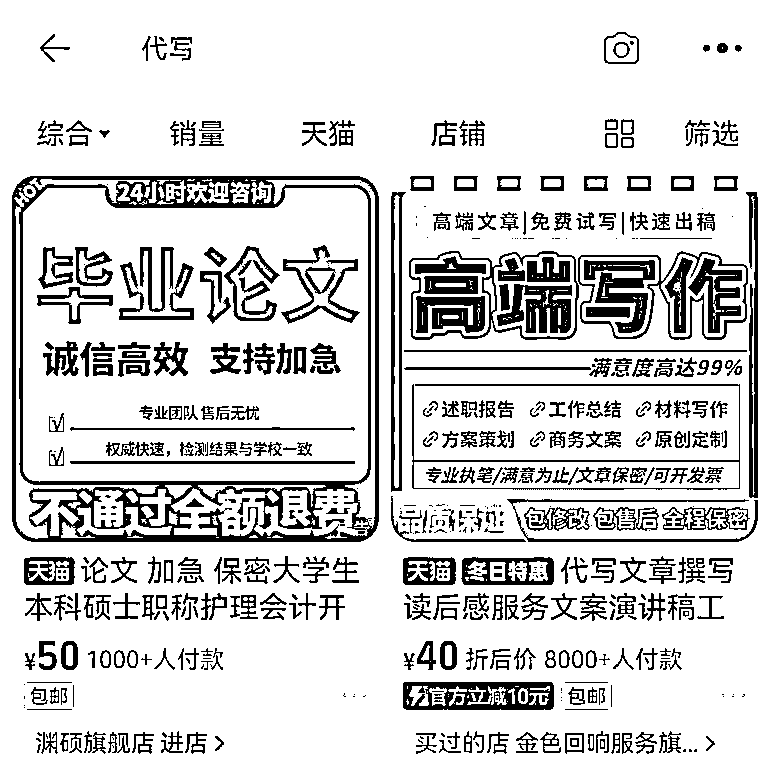 代写
综合 销量 天猫 店铺 筛选
HOT
24小时欢迎咨询
毕业论文
诚信高效 支持加急
专业团队 售后无忧
权威快速，检测结果与学校一致
不通过全额退费
天猫 论文 加急 保密大学生
本科硕士职称护理会计开
¥50 1000+人付款
包邮
渊硕旗舰店 进店
高端文章|免费试写|快速出稿
高端写作
满意度高达99%
述职报告 工作总结 材料写作
方案策划 商务文案 原创定制
专业执笔/满意为止/文章保密/可开发票
品质保证 包修改 包售后 全程保密
天猫 冬日特惠 代写文章撰写
读后感服务文案演讲稿工
¥40 折后价 8000+人付款
官方立减10元 包邮
买过的店 金色回响服务旗...